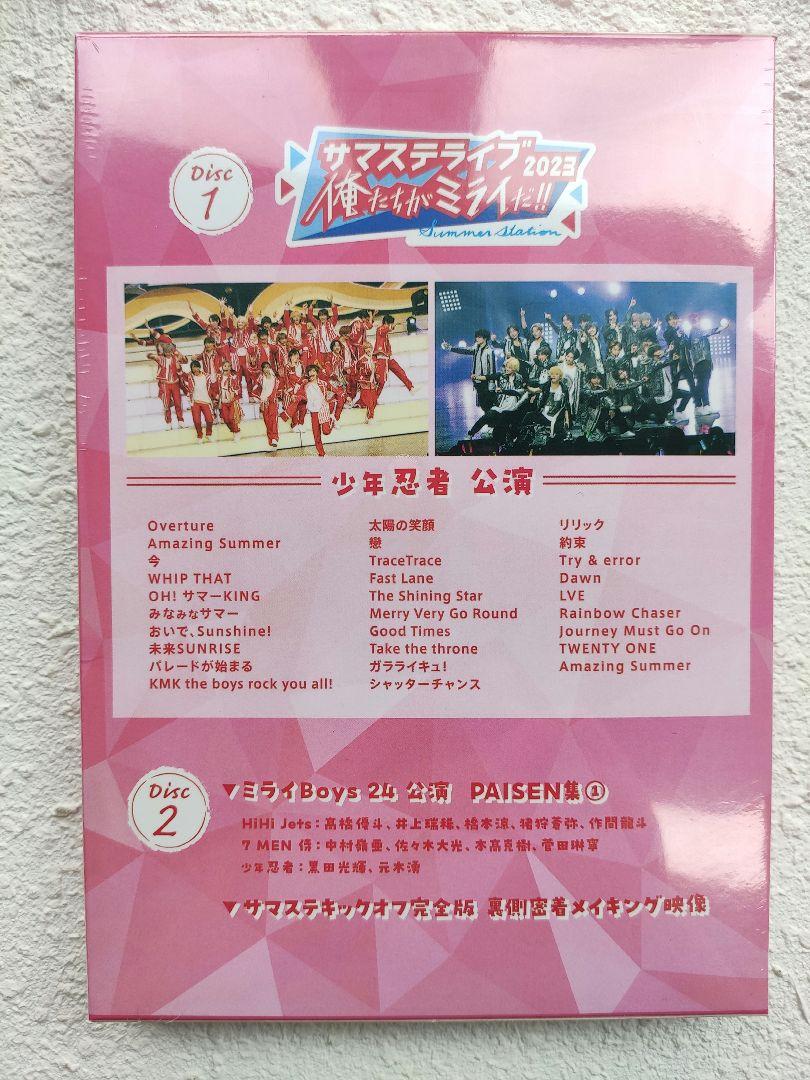 Disc
1
サマステライブ2023
俺たちがミライだ!!
Summer Station
少年忍者 公演
Overture
Amazing Summer
今
WHIP THAT
OH! サマーKING
みなみなサマー
おいで、Sunshine!
未来SUNRISE
パレードが始まる
KMK the boys rock you all!
太陽の笑顔
戀
TraceTrace
Fast Lane
The Shining Star
Merry Very Go Round
Good Times
Take the throne
ガラライキュ!
シャッターチャンス
リリック
約束
Try & error
Dawn
LVE
Rainbow Chaser
Journey Must Go On
TWENTY ONE
Amazing Summer
Disc
2
▼ミライBoys 24 公演 PAISEN集①
HiHi Jets：髙橋優斗、井上瑞稀、橋本涼、猪狩蒼弥、作間龍斗
7 MEN 侍：中村嶺亜、佐々木大光、本髙克樹、菅田琳寧
少年忍者：黒田光輝、元木湧
▼サマステキックオフ完全版 裏側密着メイキング映像